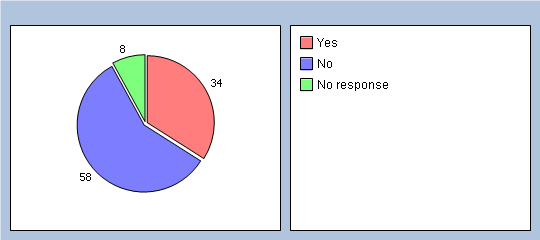 8
34
58
Yes
No
No response